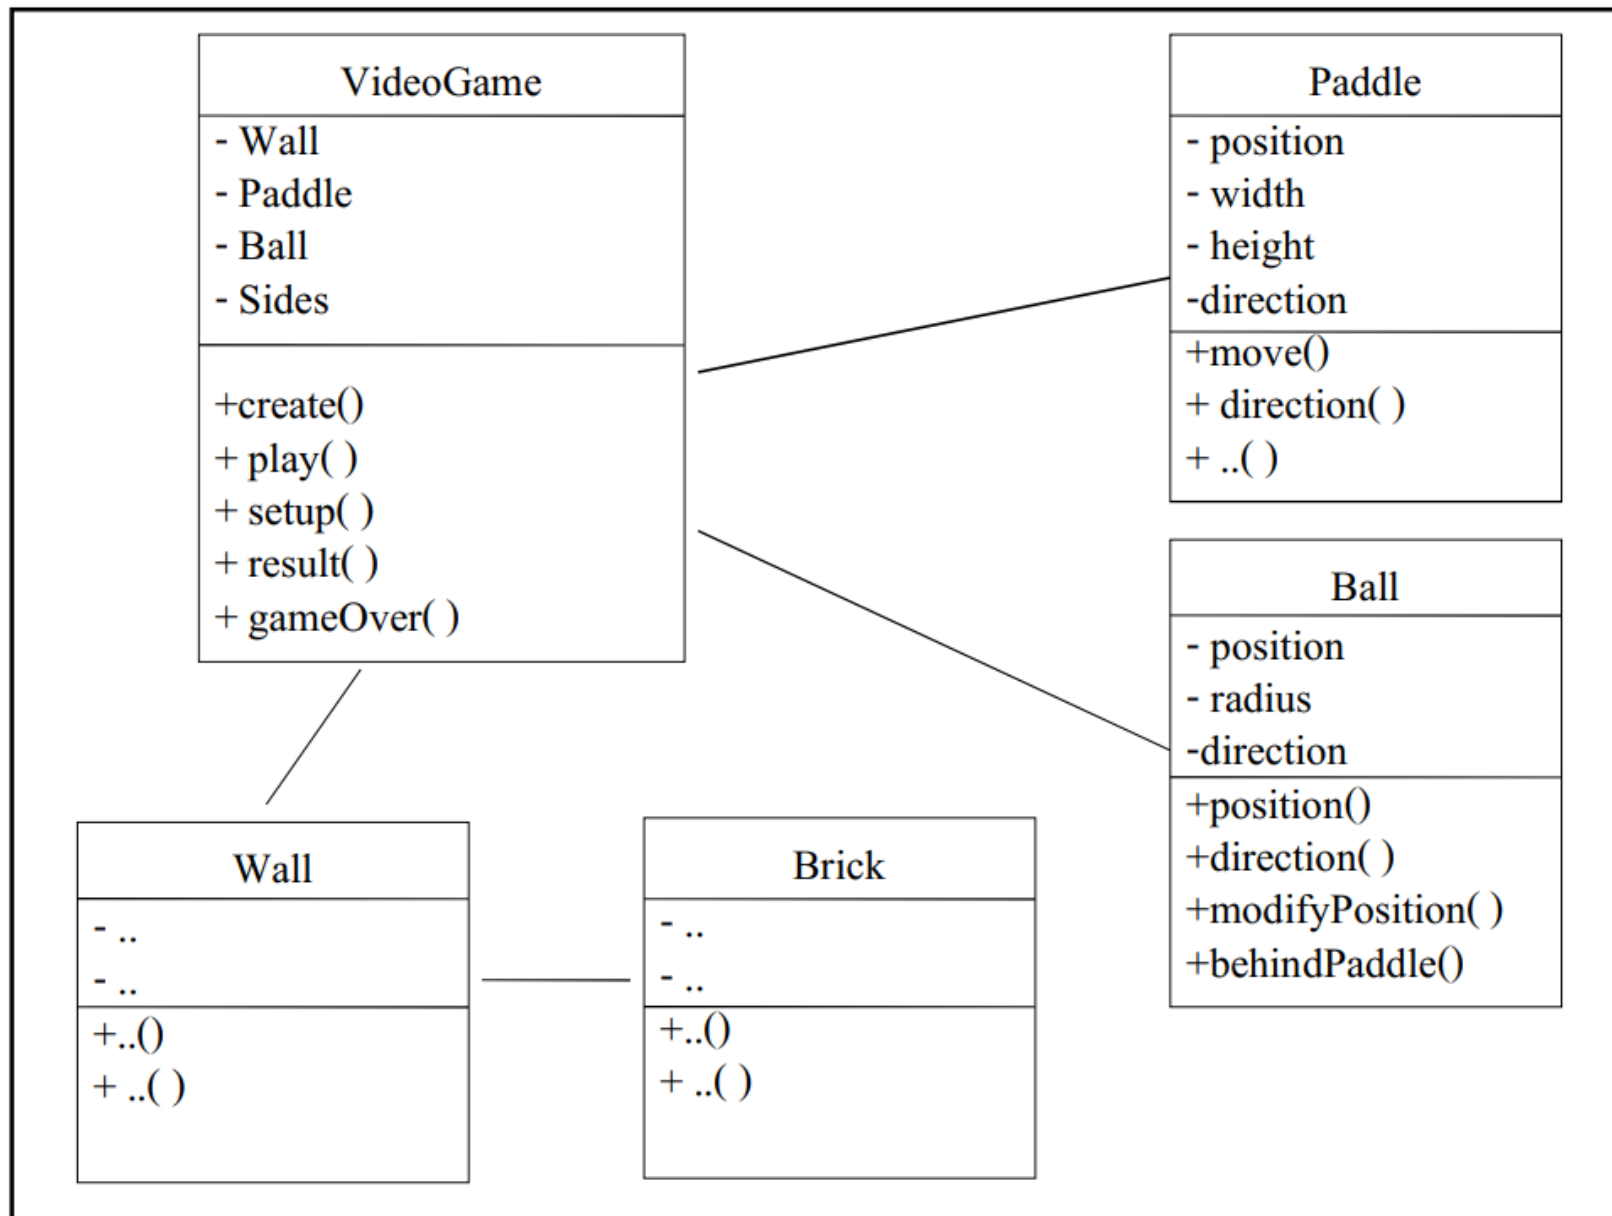 VideoGame
- Wall
- Paddle
- Ball
- Sides
+create()
+ play( )
+ setup( )
+ result( )
+ gameOver( )
Paddle
- position
- width
- height
-direction
+move()
+ direction( )
+ ..( )
Ball
- position
- radius
-direction
+position()
+direction( )
+modifyPosition( )
+behindPaddle()
Wall
- ..
- ..
+..()
+ ..( )
Brick
- ..
- ..
+..()
+ ..( )